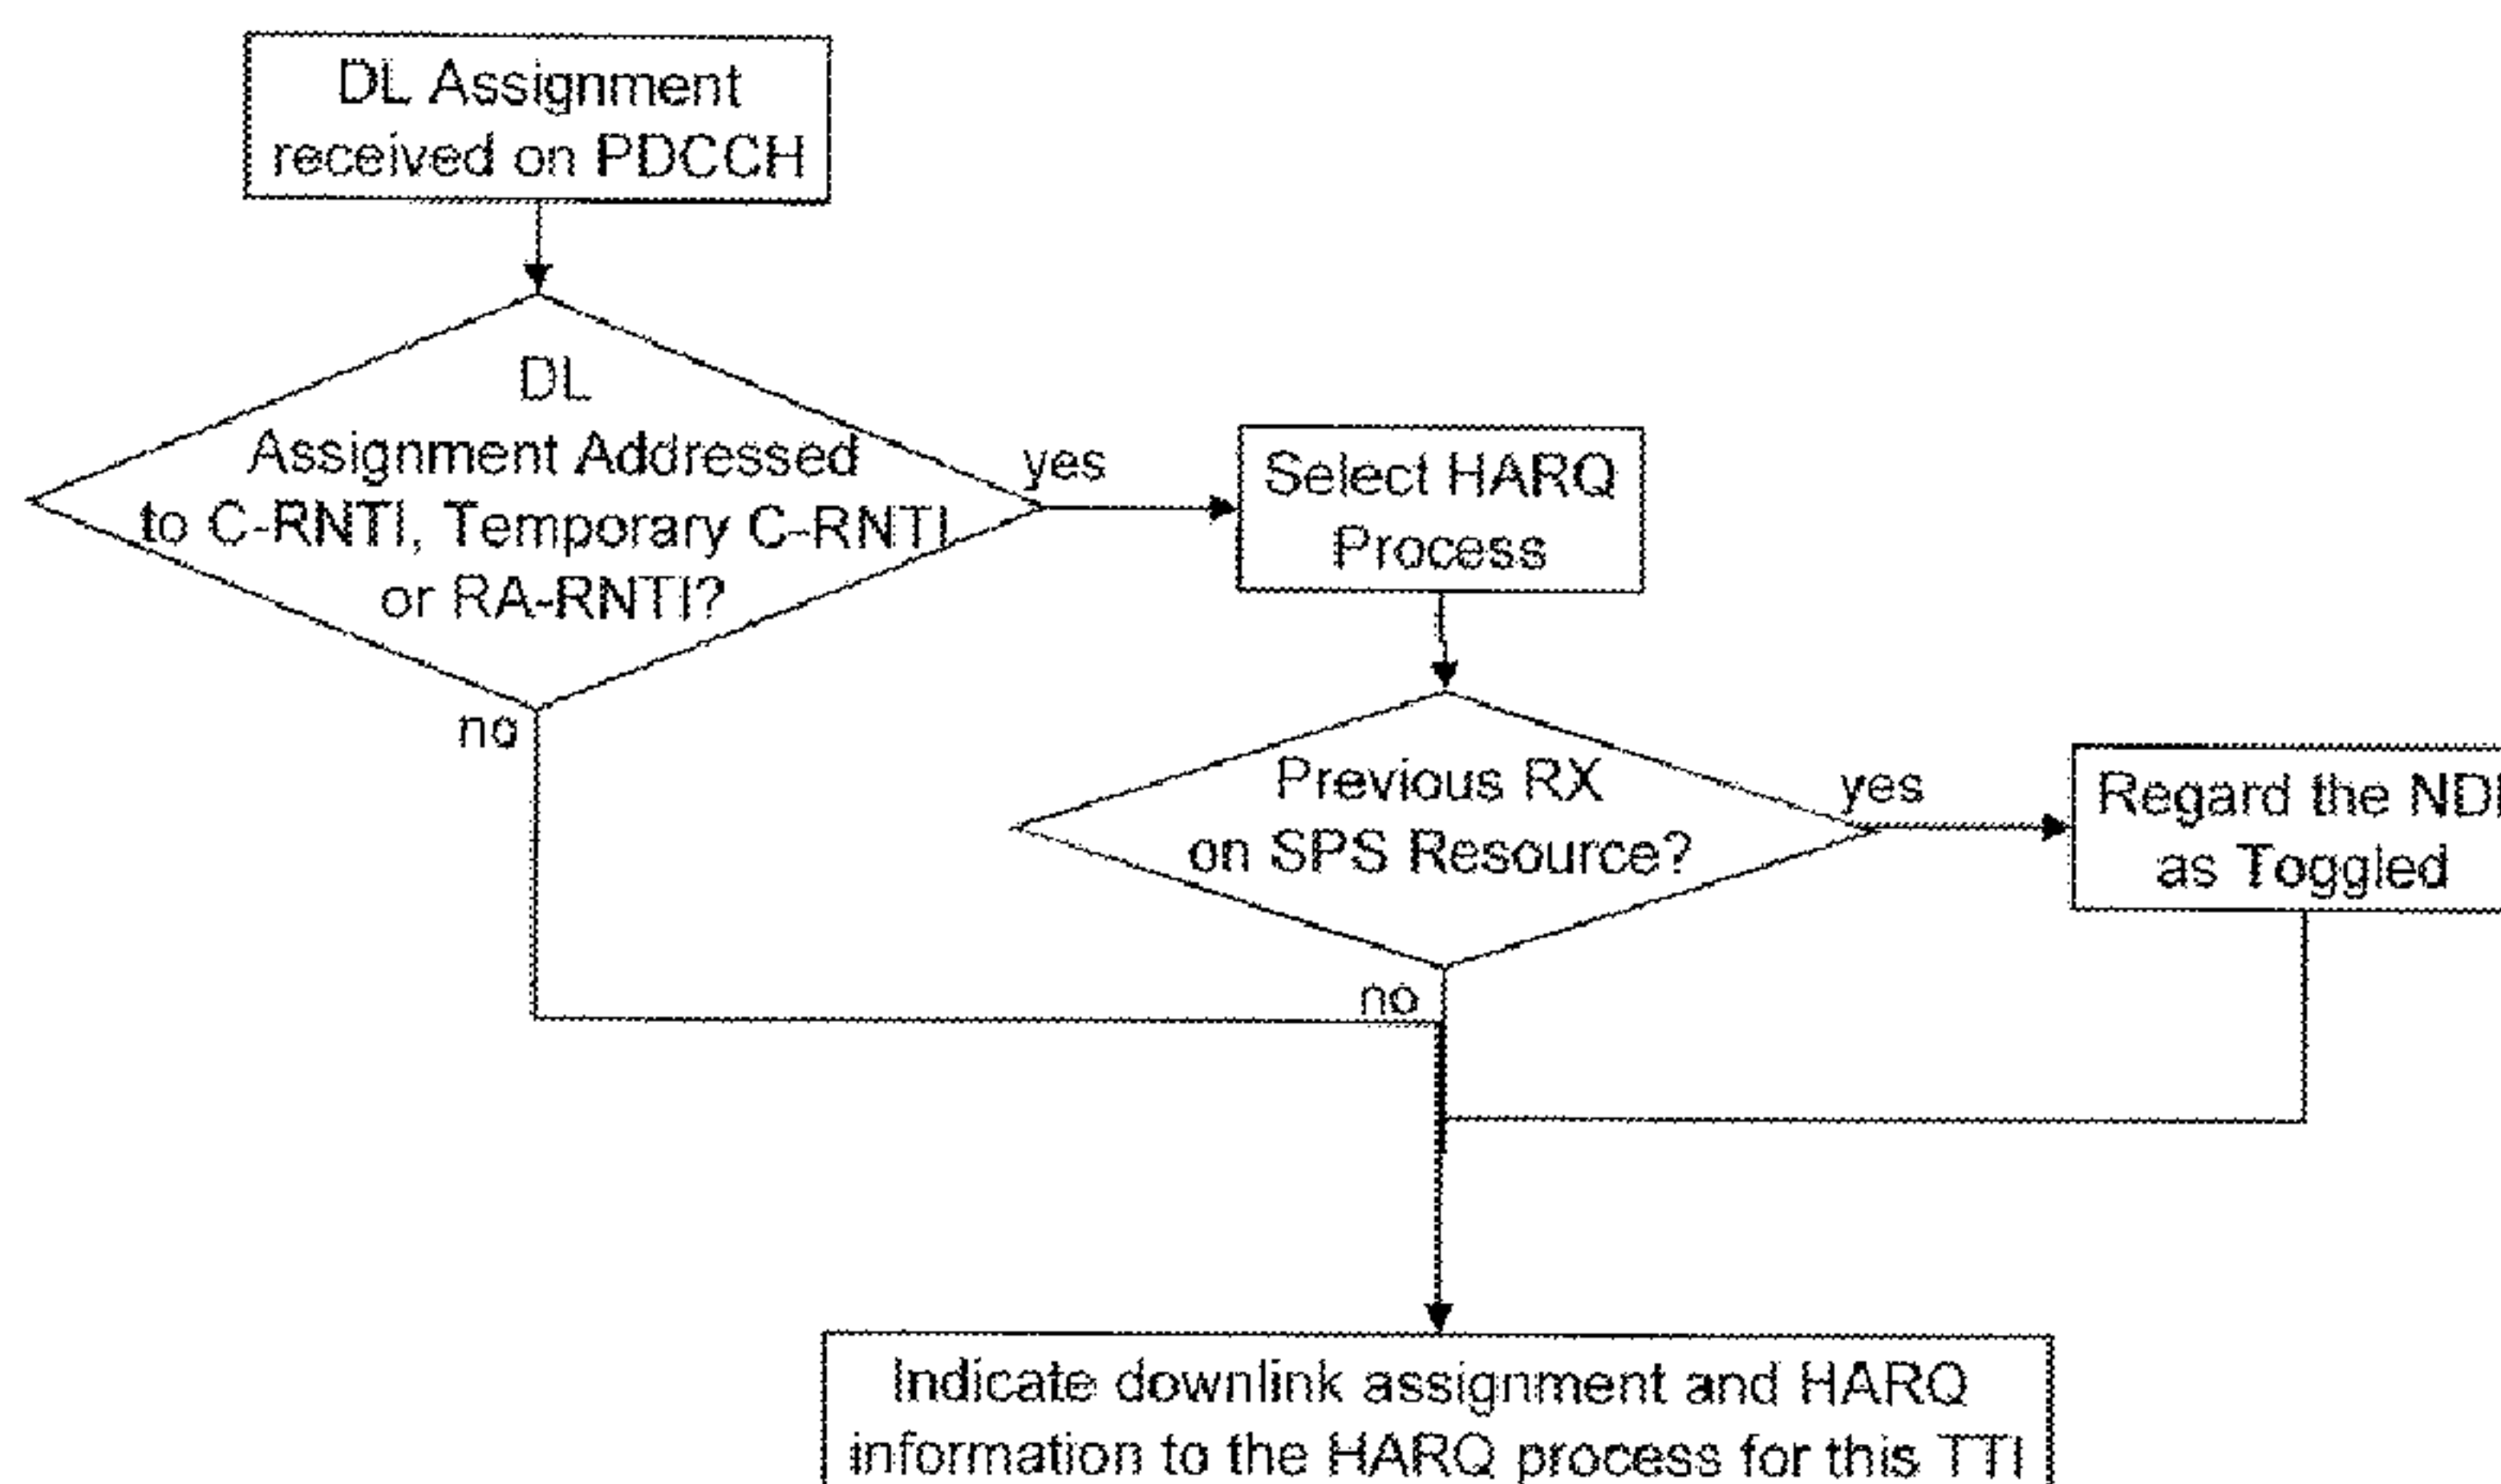 DL Assignment
received on PDCCH
DL
Assignment Addressed
to C-RNTI, Temporary C-RNTI
or RA-RNTI?
yes
Select HARQ
Process
no
Previous RX
on SPS Resource?
yes
Regard the NDI
as Toggled
no
Indicate downlink assignment and HARQ
information to the HARQ process for this TTI